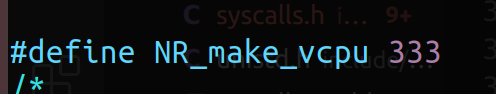 syscalls.h i... 9+
#define NR_make_vcpu 333
/*